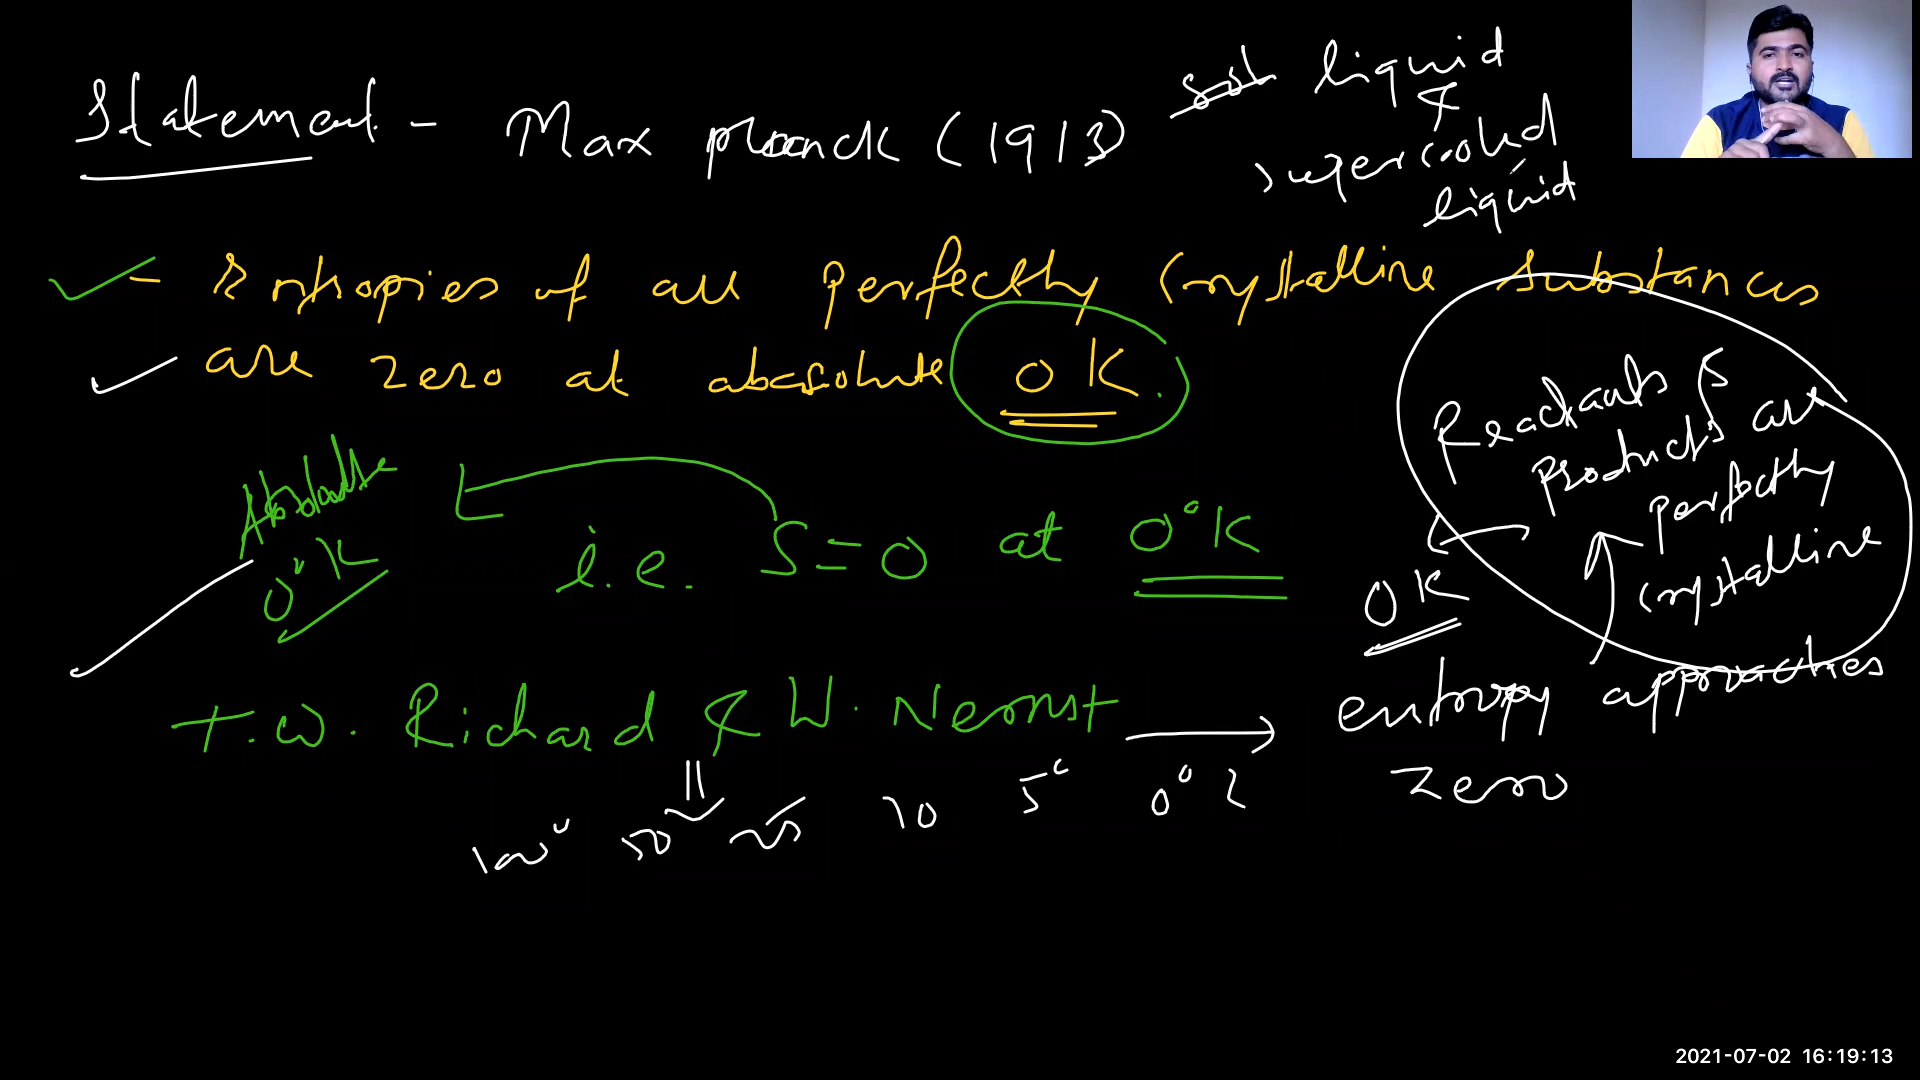 Statement - Max planck (1913)
liquid
&
supercooled
liquid
- Entropies of all Perfectly Crystalline Substances
are zero at absolute 0 K.
Absolute
0°K
i.e. S = 0 at 0°K
Reactants &
Products are
perfectly
crystalline
0 K
T.W. Richard & W. Nernst → entropy approaches
zero
100° 50 25 10 5° 0°
2021-07-02 16:19:13